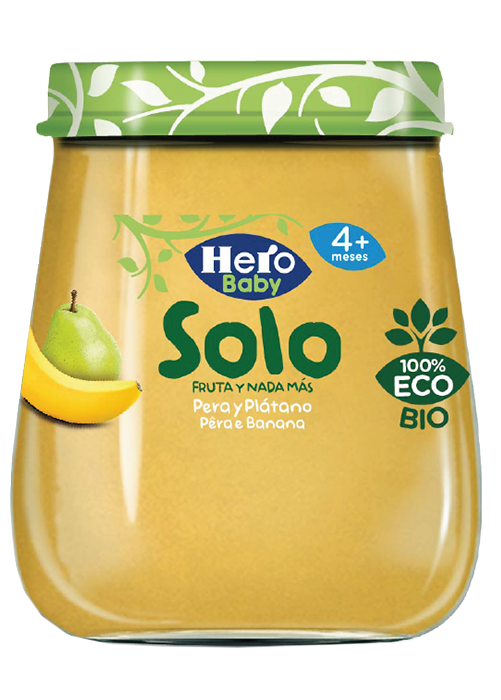 Hero
Baby
4+
meses
Solo
FRUTA Y NADA MÁS
Pera y Plátano
Pêra e Banana
100%
ECO
BIO